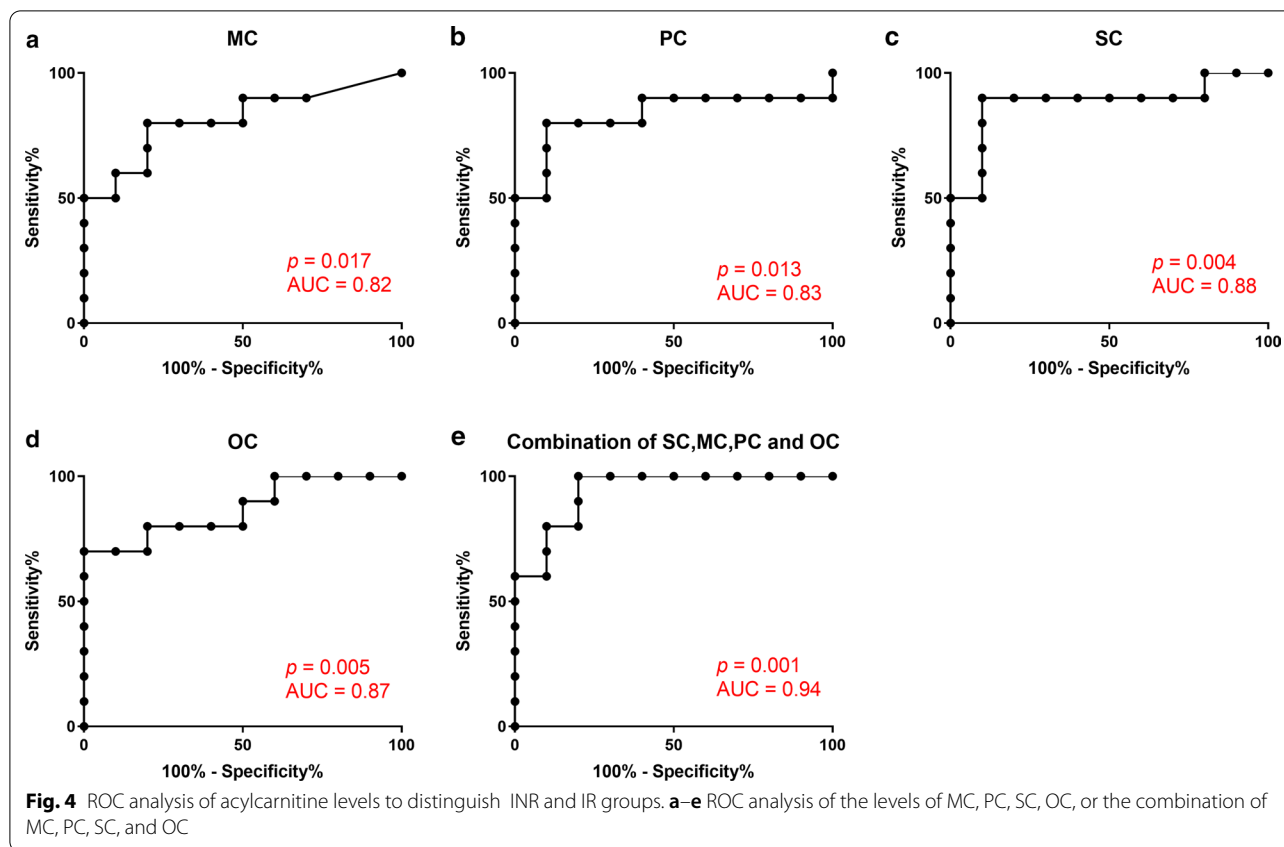 a MC
100
50
0
Sensitivity%
p = 0.017
AUC = 0.82
0 50 100
100% - Specificity%
b PC
100
50
0
Sensitivity%
p = 0.013
AUC = 0.83
0 50 100
100% - Specificity%
c SC
100
50
0
Sensitivity%
p = 0.004
AUC = 0.88
0 50 100
100% - Specificity%
d OC
100
50
0
Sensitivity%
p = 0.005
AUC = 0.87
0 50 100
100% - Specificity%
e Combination of SC,MC,PC and OC
100
50
0
Sensitivity%
p = 0.001
AUC = 0.94
0 50 100
100% - Specificity%
Fig. 4 ROC analysis of acylcarnitine levels to distinguish INR and IR groups. a–e ROC analysis of the levels of MC, PC, SC, OC, or the combination of
MC, PC, SC, and OC